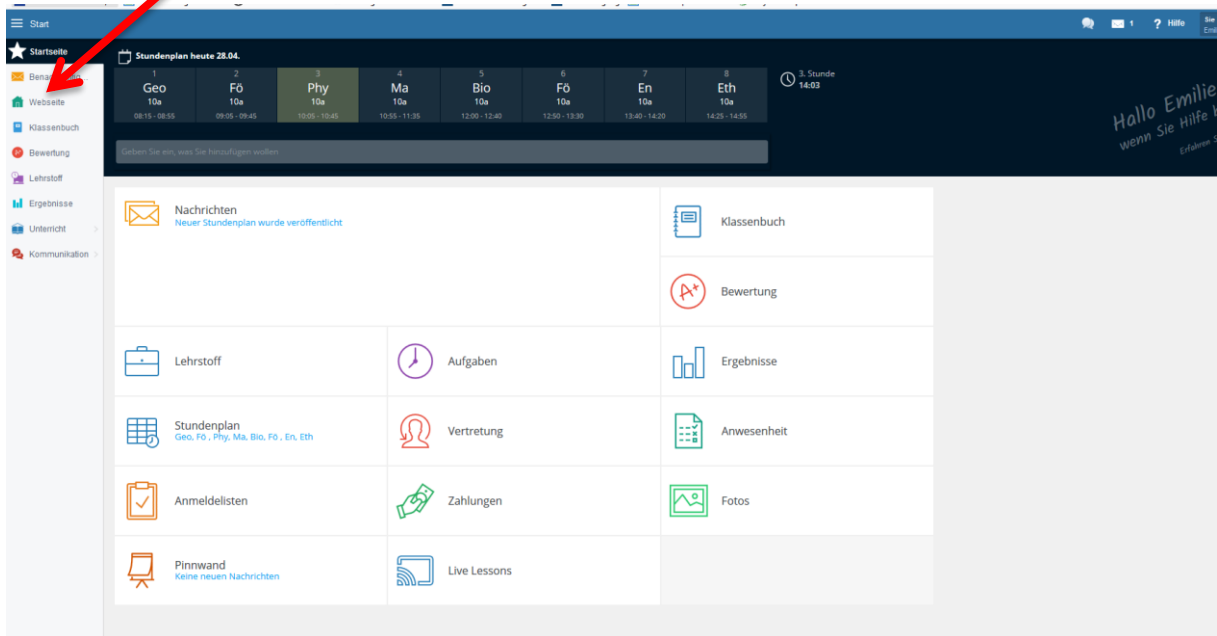 Start
1
? Hilfe
Sie
Startseite
Webseite
Klassenbuch
Bewertung
Lehrstoff
Ergebnisse
Unterricht >
Kommunikation >
Stundenplan heute 28.04.
1 2 3 4 5 6 7 8
Geo Fö Phy Ma Bio Fö En Eth
10a 10a 10a 10a 10a 10a 10a 10a
08:15 - 08:55 09:05 - 09:45 10:05 - 10:45 10:55 - 11:35 12:00 - 12:40 12:50 - 13:30 13:40 - 14:20 14:25 - 14:55
3. Stunde
14:03
Geben Sie ein, was Sie hinzufügen wollen
Hallo Emilie
wenn Sie Hilfe
Erfahren
Nachrichten
Neuer Stundenplan wurde veröffentlicht
Klassenbuch
Bewertung
Lehrstoff
Aufgaben
Ergebnisse
Stundenplan
Geo, Fö , Phy, Ma, Bio, Fö , En, Eth
Vertretung
Anwesenheit
Anmeldelisten
Zahlungen
Fotos
Pinnwand
Keine neuen Nachrichten
Live Lessons